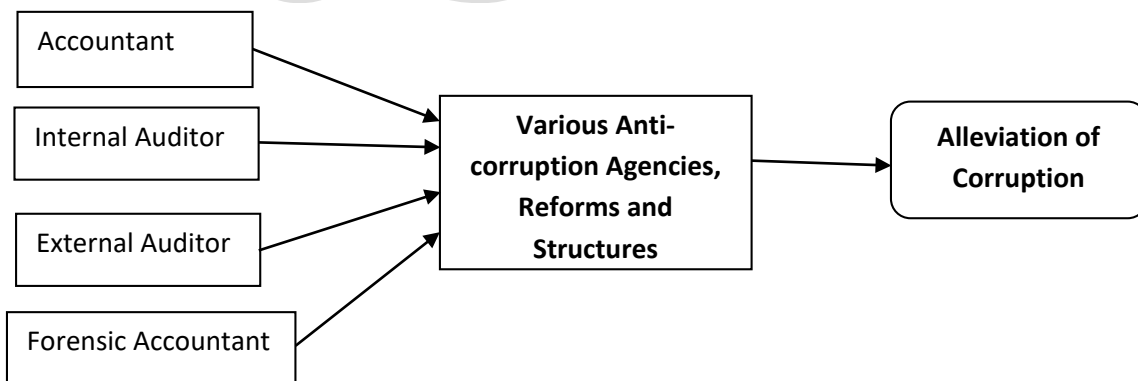 Accountant
Internal Auditor
External Auditor
Forensic Accountant
Various Anti-
corruption Agencies,
Reforms and
Structures
Alleviation of
Corruption